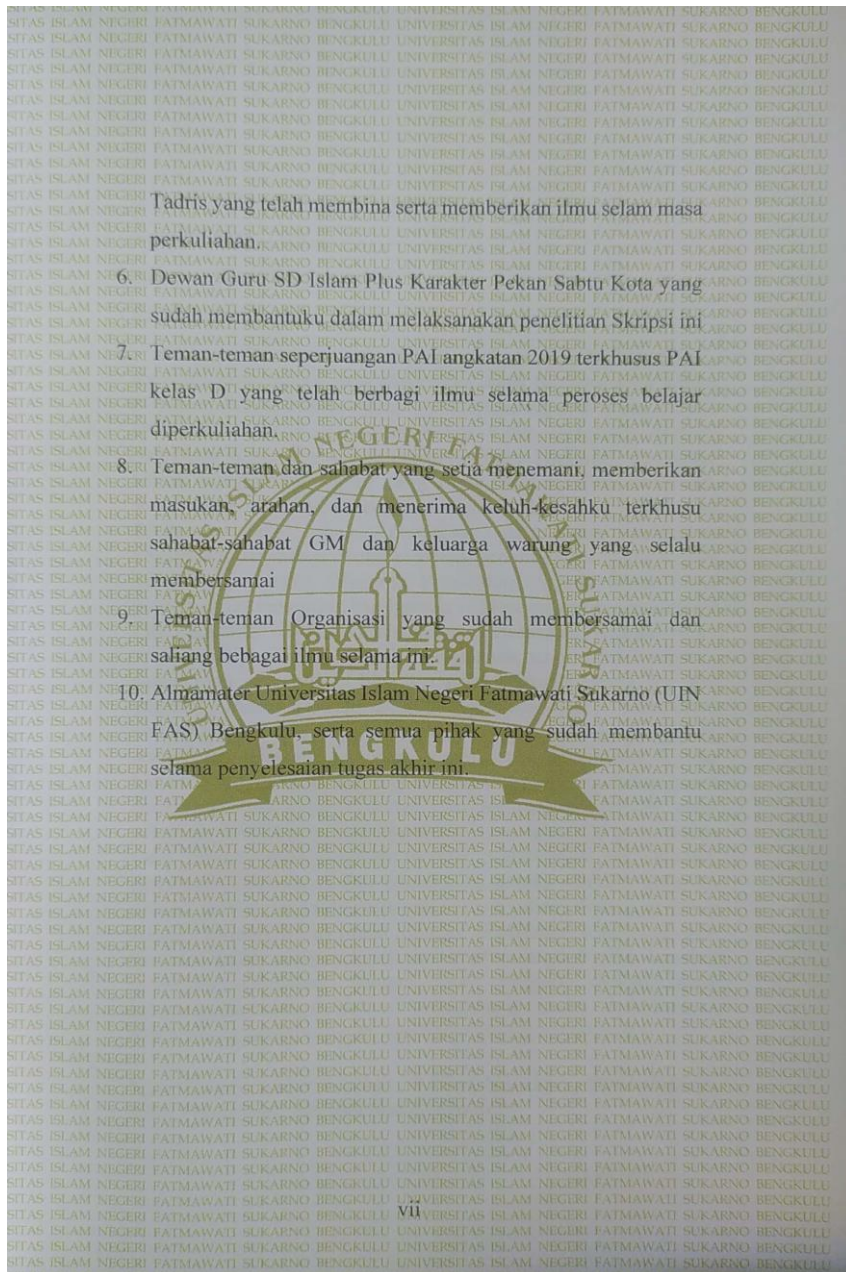 Tadris yang telah membina serta memberikan ilmu selam masa
perkuliahan.
6. Dewan Guru SD Islam Plus Karakter Pekan Sabtu Kota yang
sudah membantuku dalam melaksanakan penelitian Skripsi ini
7. Teman-teman seperjuangan PAI angkatan 2019 terkhusus PAI
kelas D yang telah berbagi ilmu selama peroses belajar
diperkuliahan.
8. Teman-teman dan sahabat yang setia menemani, memberikan
masukan, arahan, dan menerima keluh-kesahku terkhusu
sahabat-sahabat GM dan keluarga warung yang selalu
membersamai
9. Teman-teman Organisasi yang sudah membersamai dan
saliang bebagai ilmu selama ini.
10. Almamater Universitas Islam Negeri Fatmawati Sukarno (UIN
FAS) Bengkulu, serta semua pihak yang sudah membantu
selama penyelesaian tugas akhir ini.
BENGKULU
vii